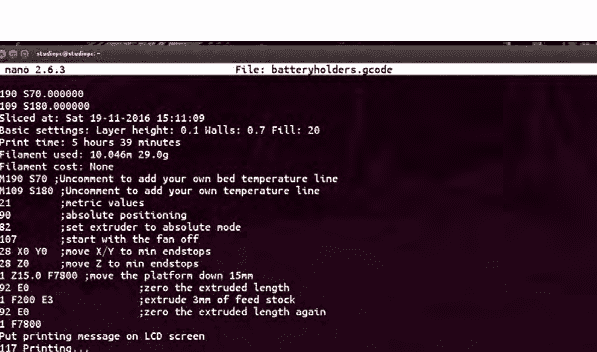 studiopc@studiopc: ~
nano 2.6.3 File: batteryholders.gcode
190 S70.000000
109 S180.000000
Sliced at: Sat 19-11-2016 15:11:09
Basic settings: Layer height: 0.1 Walls: 0.7 Fill: 20
Print time: 5 hours 39 minutes
Filament used: 10.046m 29.0g
Filament cost: None
M190 S70 ;Uncomment to add your own bed temperature line
M109 S180 ;Uncomment to add your own temperature line
21 ;metric values
90 ;absolute positioning
82 ;set extruder to absolute mode
107 ;start with the fan off
28 X0 Y0 ;move X/Y to min endstops
28 Z0 ;move Z to min endstops
1 Z15.0 F7800 ;move the platform down 15mm
92 E0 ;zero the extruded length
1 F200 E3 ;extrude 3mm of feed stock
92 E0 ;zero the extruded length again
1 F7800
Put printing message on LCD screen
117 Printing...